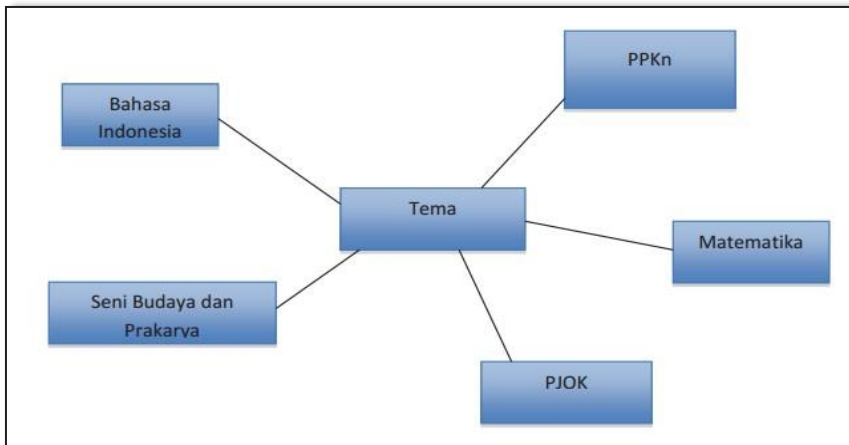 PPKn
Bahasa
Indonesia
Tema
Matematika
Seni Budaya dan
Prakarya
PJOK